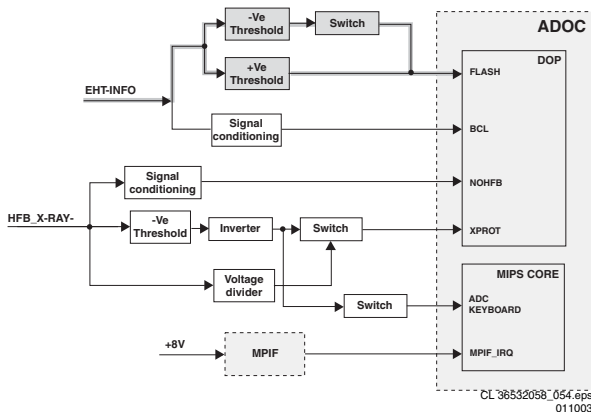 -Ve
Threshold
Switch
ADOC
DOP
+Ve
Threshold
FLASH
EHT-INFO
Signal
conditioning
BCL
Signal
conditioning
NOHFB
HFB_X-RAY-
-Ve
Threshold
Inverter
Switch
XPROT
MIPS CORE
Voltage
divider
Switch
ADC
KEYBOARD
+8V
MPIF
MPIF_IRQ
CL 36532058_054.eps
011003